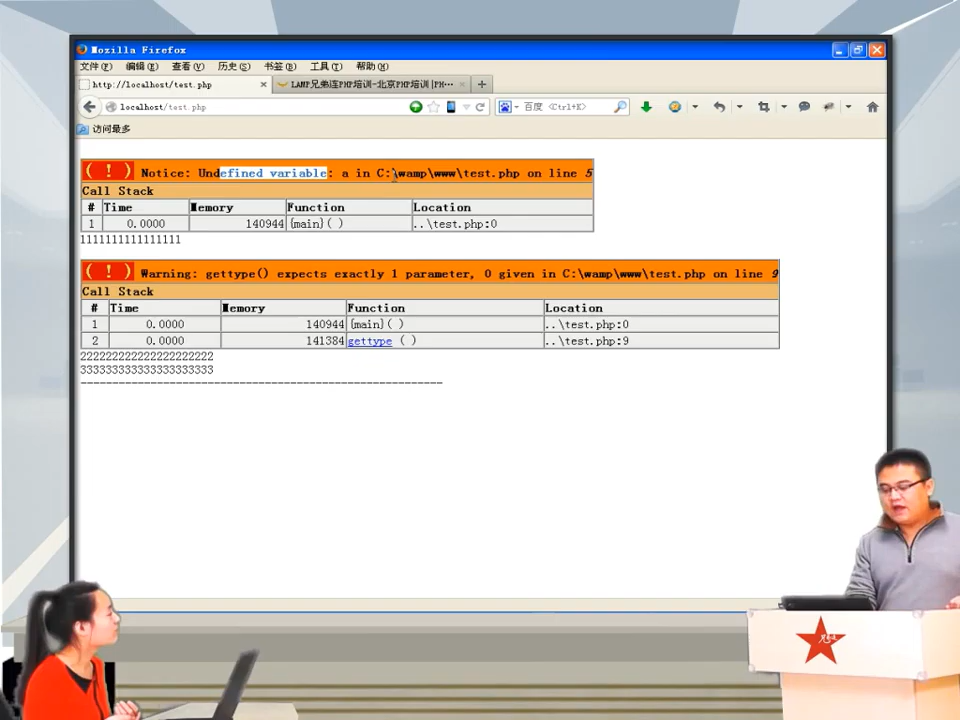 Mozilla Firefox
文件(F) 编辑(E) 查看(V) 历史(S) 书签(B) 工具(T) 帮助(H)
http://localhost/test.php × LAMP兄弟连PHP培训-北京PHP培训|PH… × +
localhost/test.php 百度 <Ctrl+K>
访问最多
( ! ) Notice: Undefined variable: a in C:\wamp\www\test.php on line 5
Call Stack
# Time Memory Function Location
1 0.0000 140944 {main}( ) ..\test.php:0
1111111111111111
( ! ) Warning: gettype() expects exactly 1 parameter, 0 given in C:\wamp\www\test.php on line 9
Call Stack
# Time Memory Function Location
1 0.0000 140944 {main}( ) ..\test.php:0
2 0.0000 141384 gettype ( ) ..\test.php:9
2222222222222222222222
3333333333333333333333